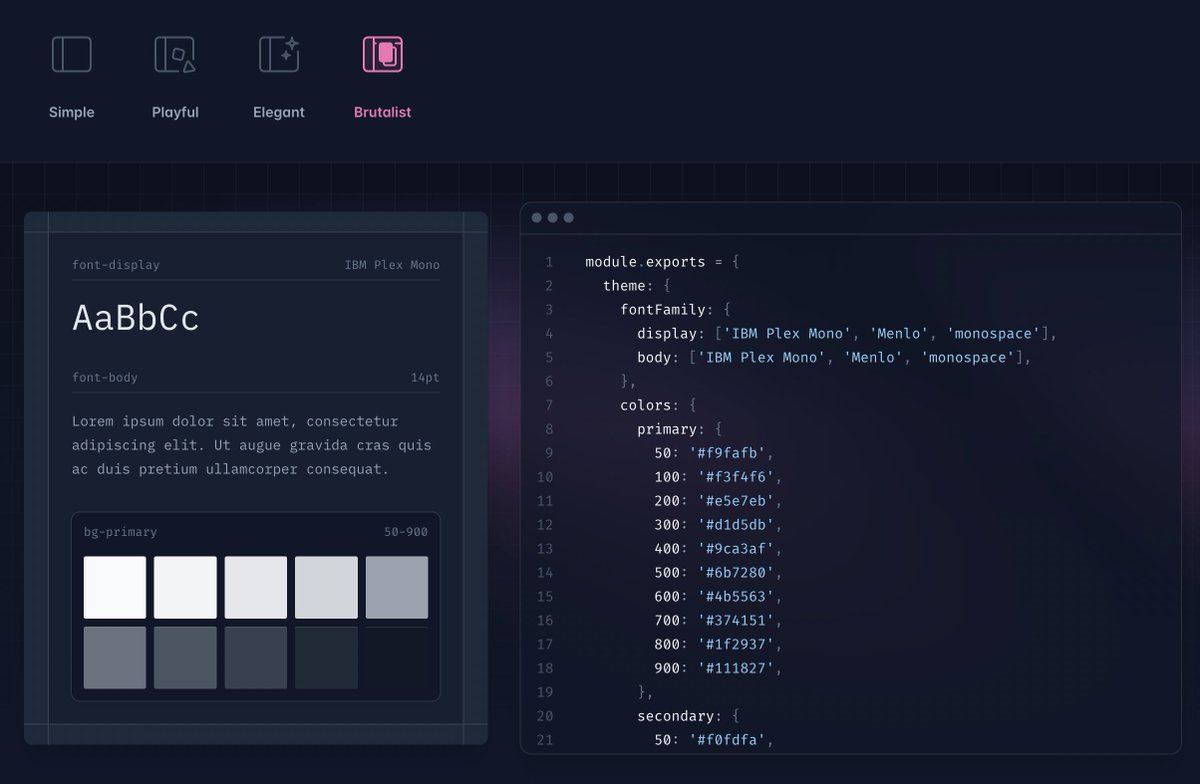 Simple
Playful
Elegant
Brutalist
font-display
IBM Plex Mono
AaBbCc
font-body
14pt
Lorem ipsum dolor sit amet, consectetur
adipiscing elit. Ut augue gravida cras quis
ac duis pretium ullamcorper consequat.
bg-primary
50-900
1 module.exports = {
2 theme: {
3 fontFamily: {
4 display: ['IBM Plex Mono', 'Menlo', 'monospace'],
5 body: ['IBM Plex Mono', 'Menlo', 'monospace'],
6 },
7 colors: {
8 primary: {
9 50: '#f9fafb',
10 100: '#f3f4f6',
11 200: '#e5e7eb',
12 300: '#d1d5db',
13 400: '#9ca3af',
14 500: '#6b7280',
15 600: '#4b5563',
16 700: '#374151',
17 800: '#1f2937',
18 900: '#111827',
19 },
20 secondary: {
21 50: '#f0fdfa',